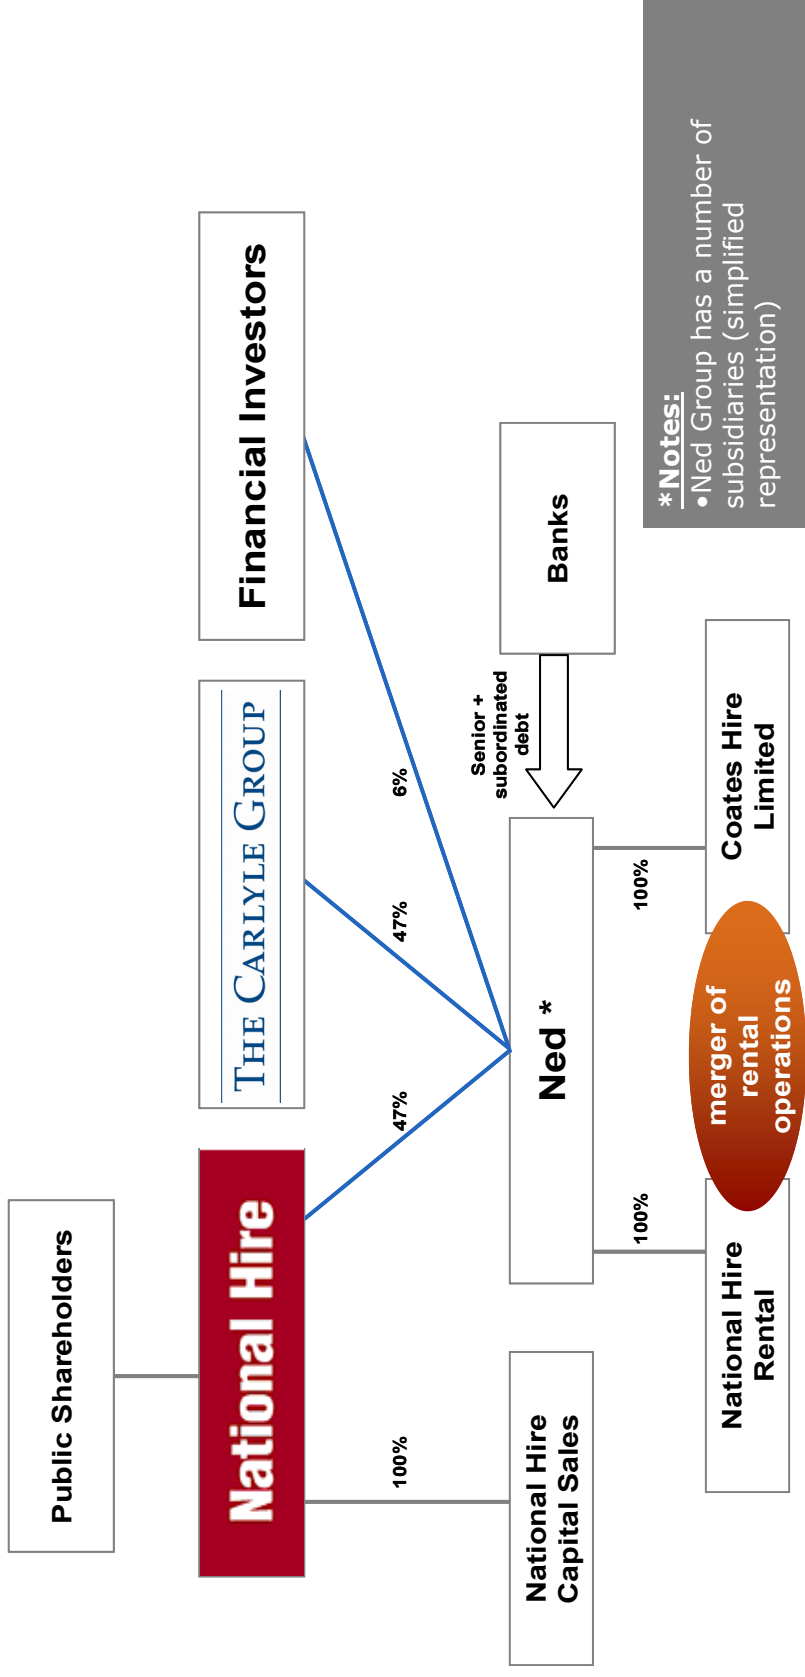 Public Shareholders
National Hire
THE CARLYLE GROUP
Financial Investors
100%
47%
47%
6%
Senior +
subordinated
debt
National Hire
Capital Sales
Ned *
Banks
100%
100%
National Hire
Rental
merger of
rental
operations
Coates Hire
Limited
*Notes:
•Ned Group has a number of
subsidiaries (simplified
representation)